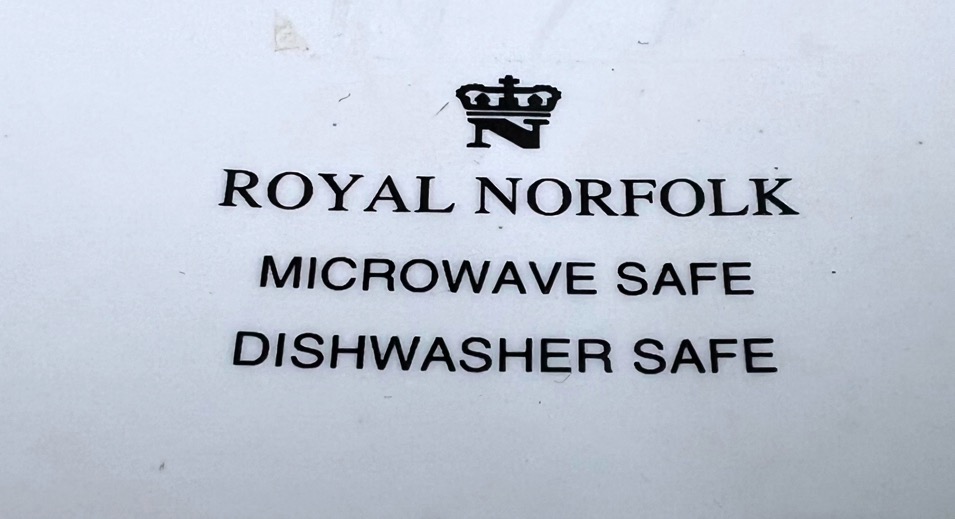 N
ROYAL NORFOLK
MICROWAVE SAFE
DISHWASHER SAFE